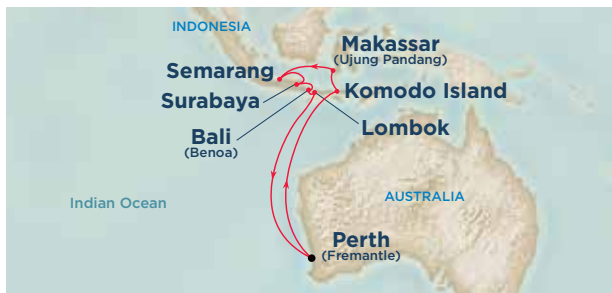 INDONESIA
Makassar
(Ujung Pandang)
Semarang
Komodo Island
Surabaya
Lombok
Bali
(Benoa)
Indian Ocean
AUSTRALIA
Perth
(Fremantle)